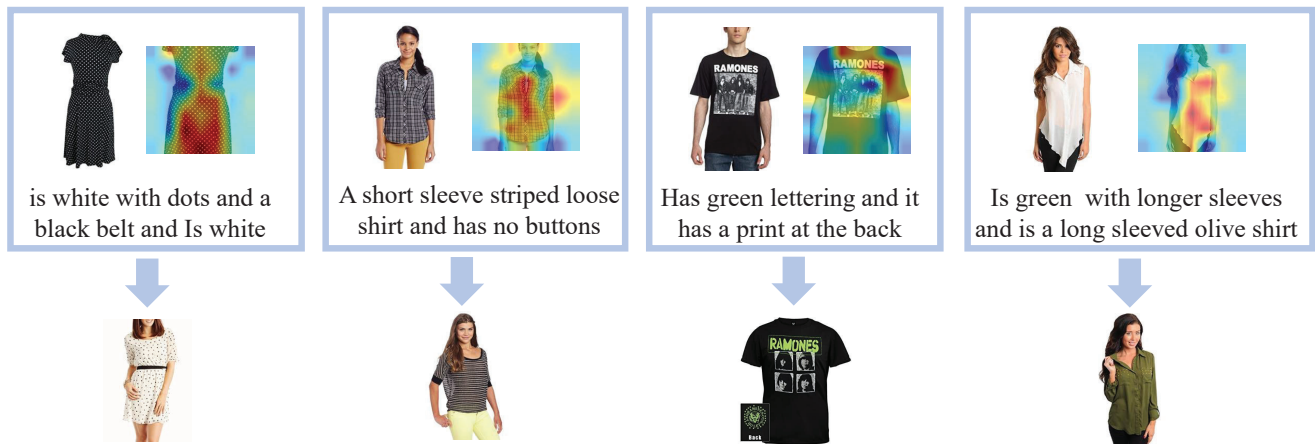 RAMONES
RAMONES
is white with dots and a
black belt and Is white
A short sleeve striped loose
shirt and has no buttons
Has green lettering and it
has a print at the back
Is green with longer sleeves
and is a long sleeved olive shirt
RAMONES
Back